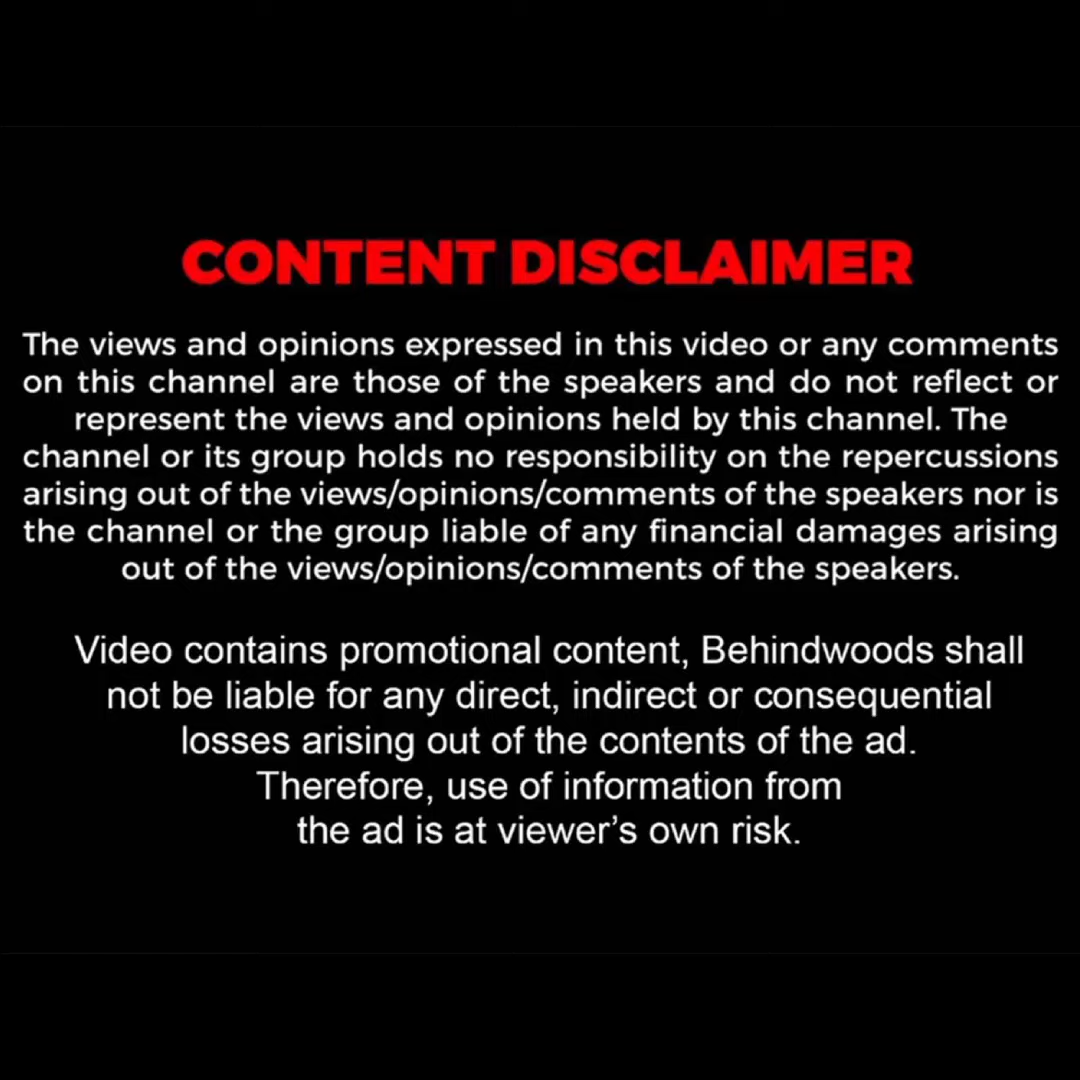 CONTENT DISCLAIMER
The views and opinions expressed in this video or any comments
on this channel are those of the speakers and do not reflect or
represent the views and opinions held by this channel. The
channel or its group holds no responsibility on the repercussions
arising out of the views/opinions/comments of the speakers nor is
the channel or the group liable of any financial damages arising
out of the views/opinions/comments of the speakers.
Video contains promotional content, Behindwoods shall
not be liable for any direct, indirect or consequential
losses arising out of the contents of the ad.
Therefore, use of information from
the ad is at viewer’s own risk.